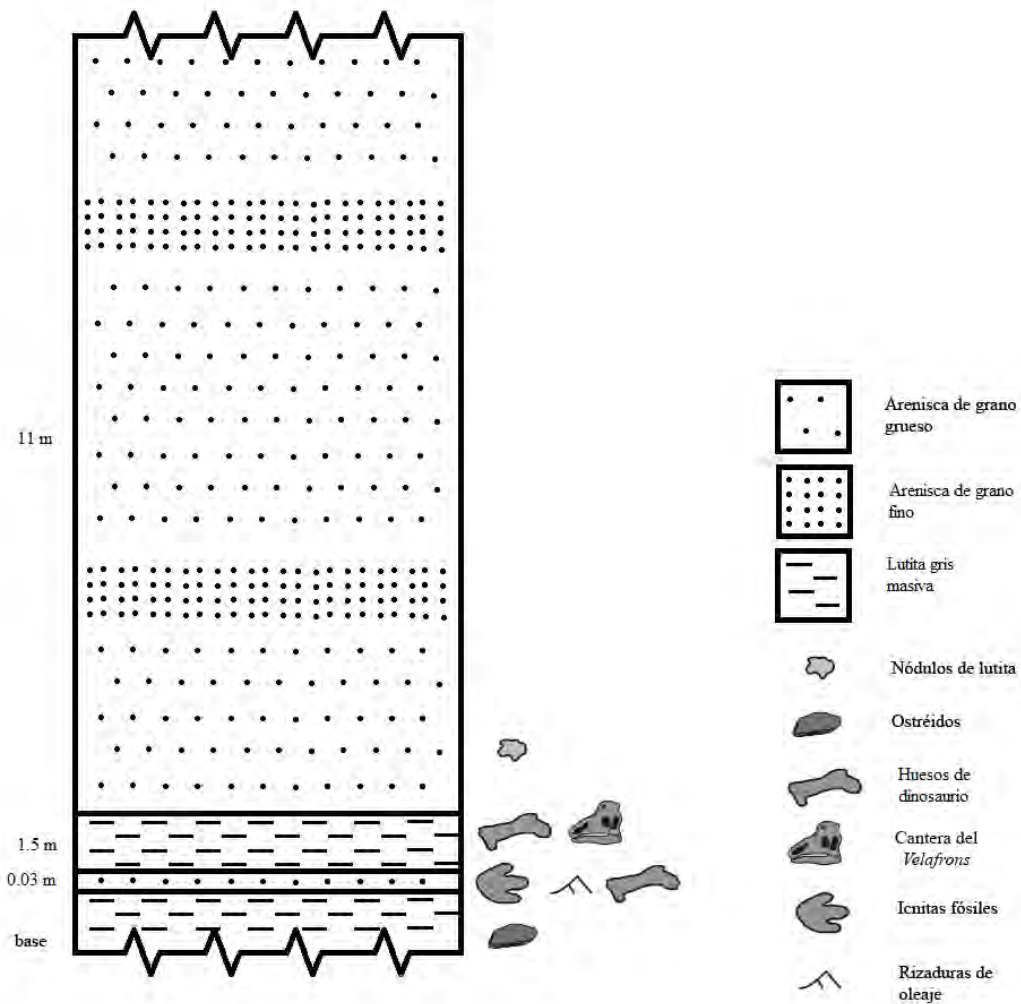 11 m
1.5 m
0.03 m
base
Arenisca de grano
grueso
Arenisca de grano
fino
Lutita gris
masiva
Nódulos de lutita
Ostréidos
Huesos de
dinosaurio
Cantera del
Velafrons
Icnitas fósiles
Rizaduras de
oleaje